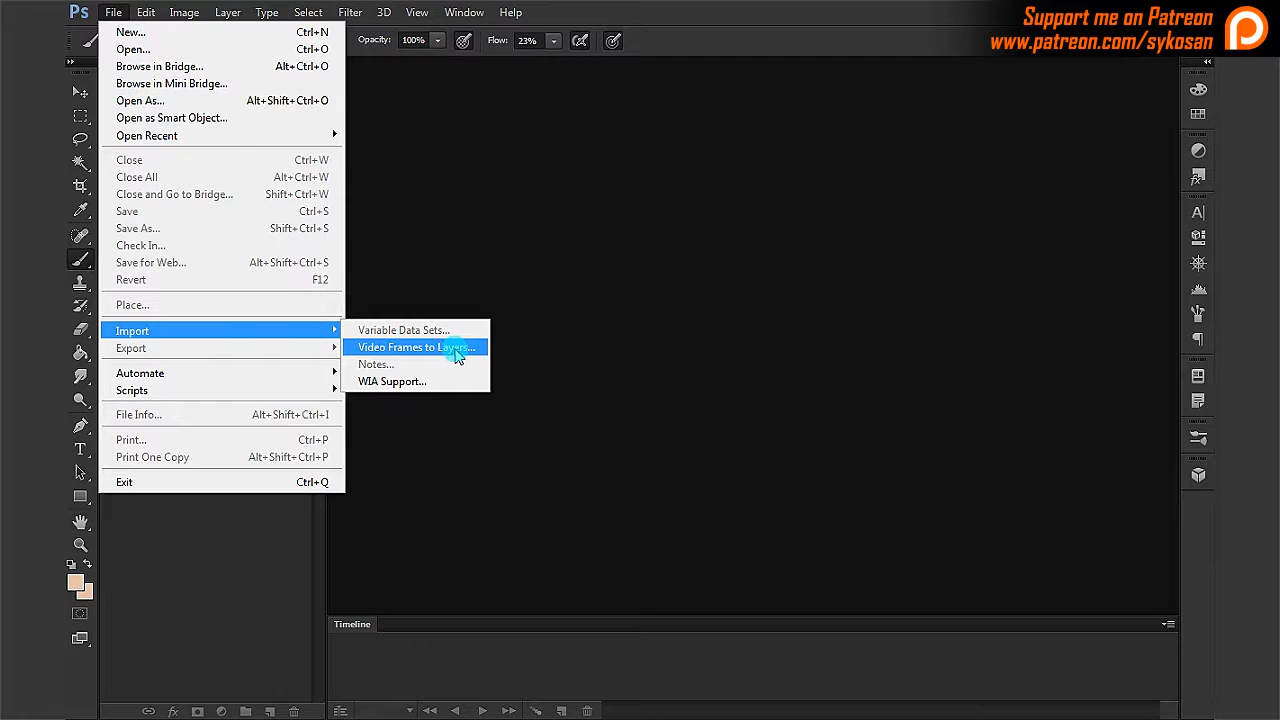 Ps File Edit Image Layer Type Select Filter 3D View Window Help
Support me on Patreon
www.patreon.com/sykosan
Opacity: 100% Flow: 23%
New... Ctrl+N
Open... Ctrl+O
Browse in Bridge... Alt+Ctrl+O
Browse in Mini Bridge...
Open As... Alt+Shift+Ctrl+O
Open as Smart Object...
Open Recent
Close Ctrl+W
Close All Alt+Ctrl+W
Close and Go to Bridge... Shift+Ctrl+W
Save Ctrl+S
Save As... Shift+Ctrl+S
Check In...
Save for Web... Alt+Shift+Ctrl+S
Revert F12
Place...
Import
Export
Automate
Scripts
File Info... Alt+Shift+Ctrl+I
Print... Ctrl+P
Print One Copy Alt+Shift+Ctrl+P
Exit Ctrl+Q
Variable Data Sets...
Video Frames to Layers...
Notes...
WIA Support...
Timeline